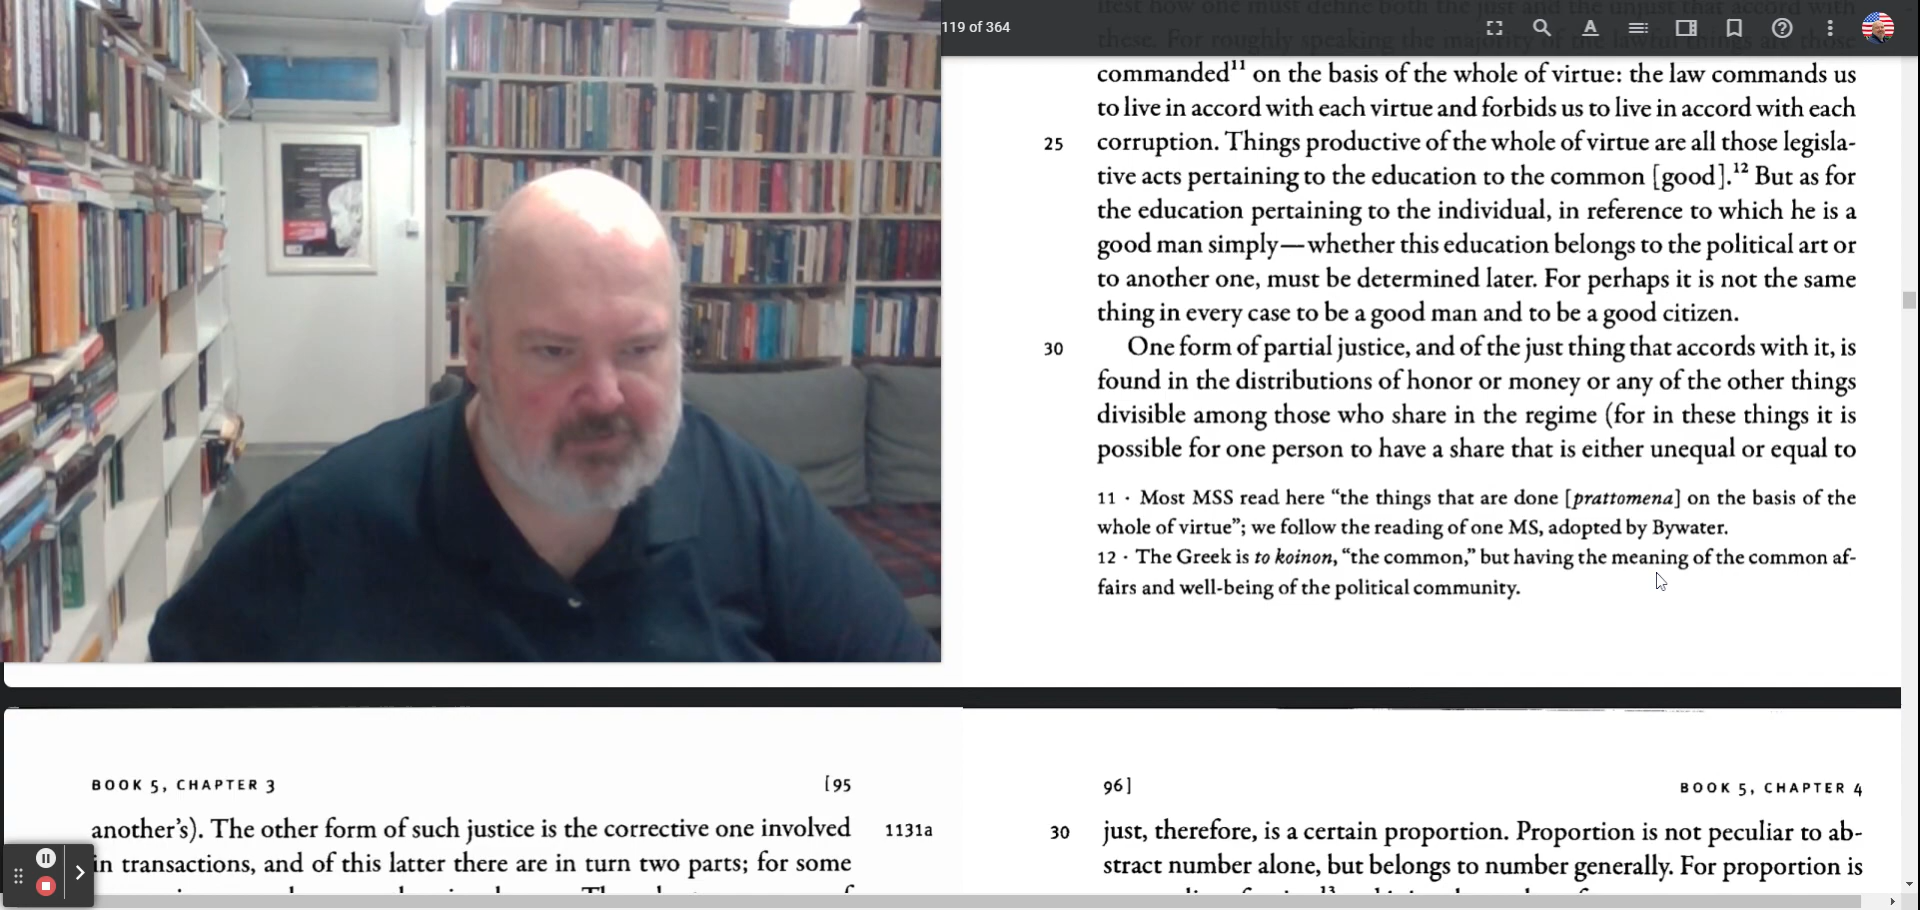 119 of 364
these. For roughly speaking the majority of the lawful things are those
commanded¹¹ on the basis of the whole of virtue: the law commands us
to live in accord with each virtue and forbids us to live in accord with each
25 corruption. Things productive of the whole of virtue are all those legisla-
tive acts pertaining to the education to the common [good].¹² But as for
the education pertaining to the individual, in reference to which he is a
good man simply—whether this education belongs to the political art or
to another one, must be determined later. For perhaps it is not the same
thing in every case to be a good man and to be a good citizen.
30 One form of partial justice, and of the just thing that accords with it, is
found in the distributions of honor or money or any of the other things
divisible among those who share in the regime (for in these things it is
possible for one person to have a share that is either unequal or equal to
11 · Most MSS read here “the things that are done [prattomena] on the basis of the
whole of virtue”; we follow the reading of one MS, adopted by Bywater.
12 · The Greek is to koinon, “the common,” but having the meaning of the common af-
fairs and well-being of the political community.
BOOK 5, CHAPTER 3 [95
another’s). The other form of such justice is the corrective one involved 1131a
in transactions, and of this latter there are in turn two parts; for some
96] BOOK 5, CHAPTER 4
30 just, therefore, is a certain proportion. Proportion is not peculiar to ab-
stract number alone, but belongs to number generally. For proportion is